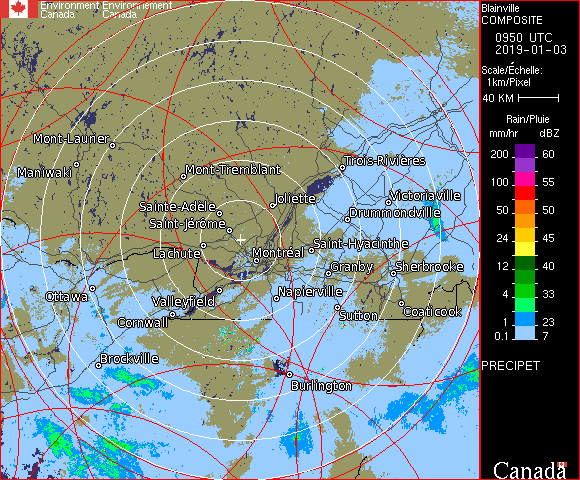 Environment Environnement
Canada Canada
Blainville
COMPOSITE
0950 UTC
2019-01-03
Scale/Échelle:
1km/Pixel
40 KM
Rain/Pluie
mm/hr dBZ
200 60
100 55
50 50
24 45
12 40
4 33
1 23
0.1 7
PRECIPET
Canada
Mont-Laurier
Maniwaki
Mont-Tremblant
Trois-Rivières
Joliette
Victoriaville
Sainte-Adèle
Drummondville
Saint-Jérôme
Saint-Hyacinthe
Lachute
Montréal
Granby
Sherbrooke
Ottawa
Valleyfield
Napierville
Cornwall
Sutton
Coaticook
Brockville
Burlington